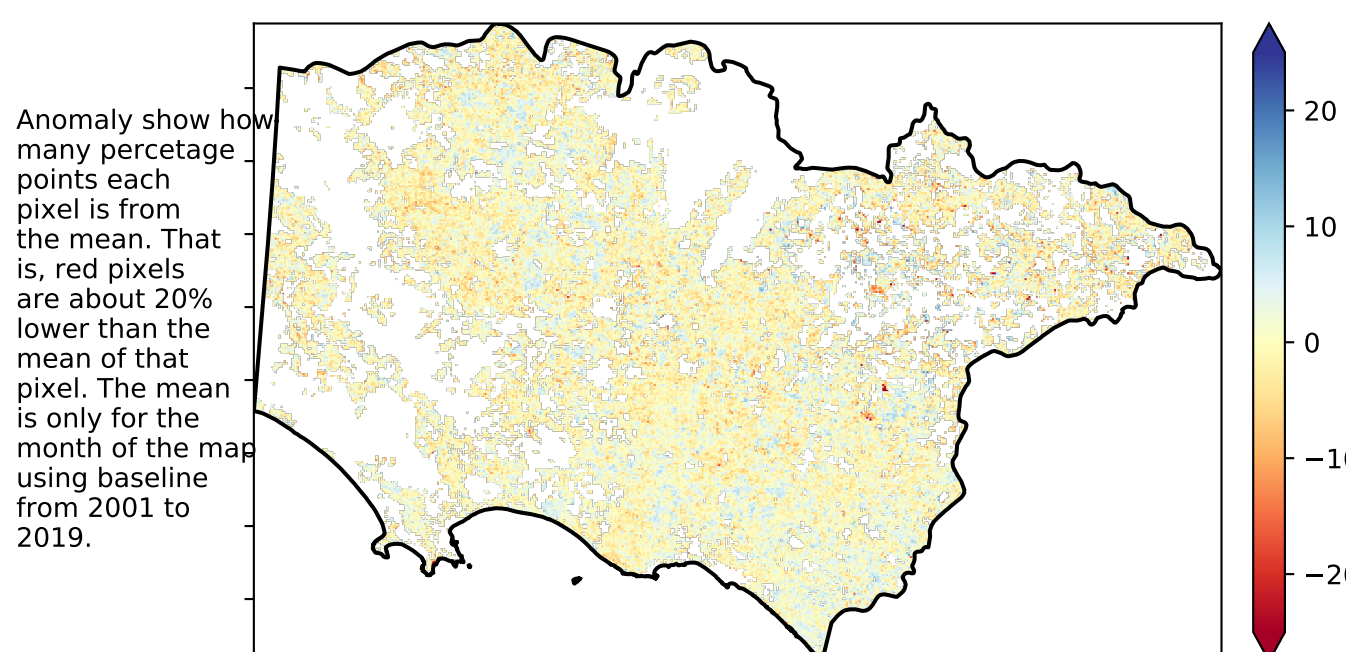 Anomaly show how
many percetage
points each
pixel is from
the mean. That
is, red pixels
are about 20%
lower than the
mean of that
pixel. The mean
is only for the
month of the map
using baseline
from 2001 to
2019.
20
10
0
−10
−20